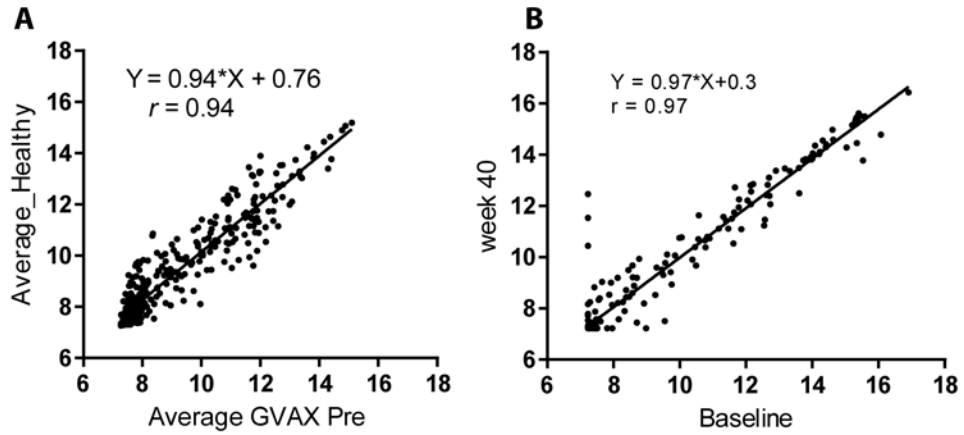 A
B
Y = 0.94*X + 0.76
r = 0.94
Average_Healthy
18
16
14
12
10
8
6
6 8 10 12 14 16 18
Average GVAX Pre
Y = 0.97*X+0.3
r = 0.97
week 40
18
16
14
12
10
8
6
6 8 10 12 14 16 18
Baseline